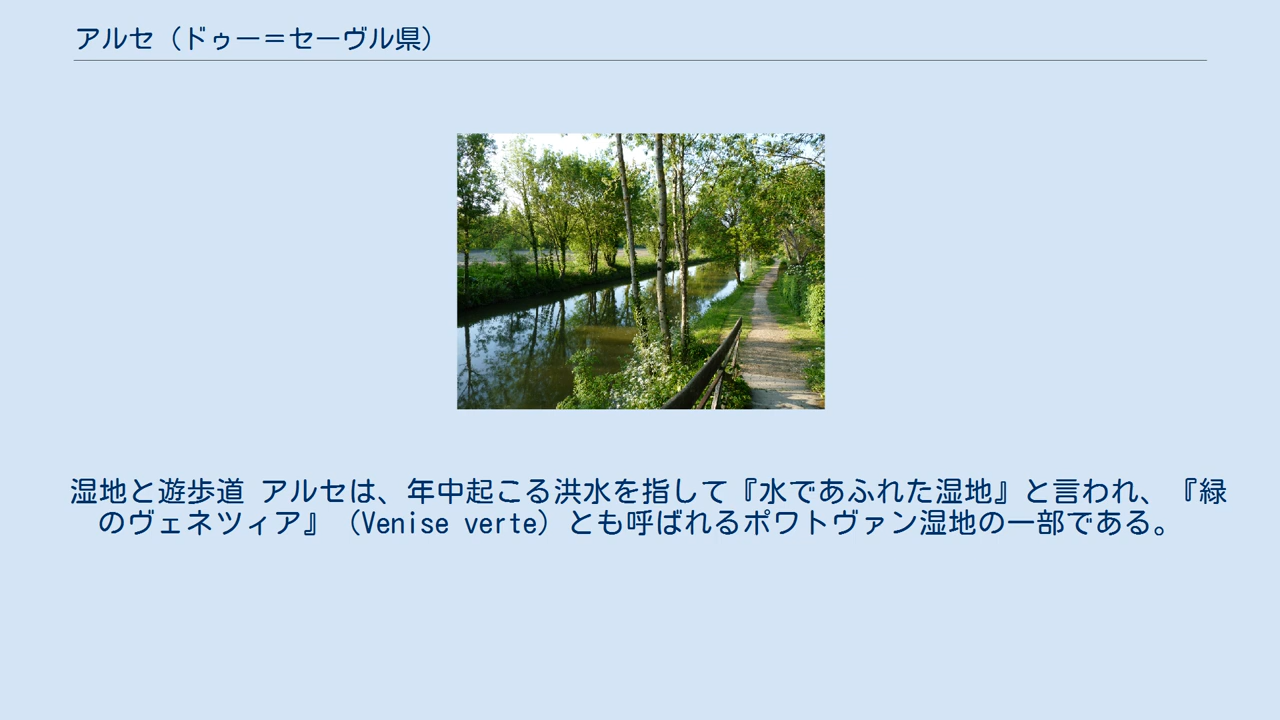 アルセ（ドゥー＝セーヴル県）
湿地と遊歩道 アルセは、年中起こる洪水を指して『水であふれた湿地』と言われ、『緑
のヴェネツィア』（Venise verte）とも呼ばれるポワトヴァン湿地の一部である。